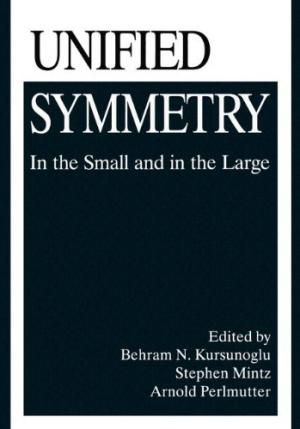 UNIFIED
SYMMETRY
In the Small and in the Large
Edited by
Behram N. Kursunoglu
Stephen Mintz
Arnold Perlmutter